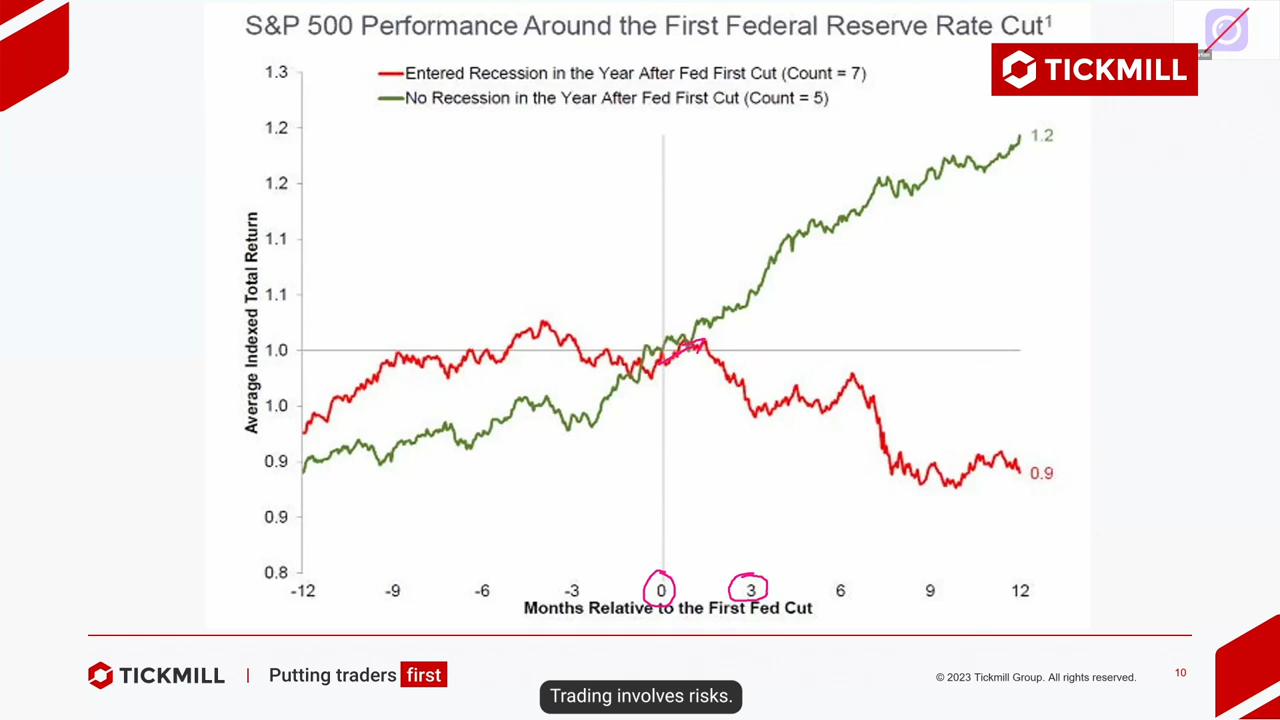 S&P 500 Performance Around the First Federal Reserve Rate Cut¹
TICKMILL
Entered Recession in the Year After Fed First Cut (Count = 7)
No Recession in the Year After Fed First Cut (Count = 5)
1.3
1.2
1.2
1.1
1.1
1.0
1.0
0.9
0.9
0.8
Average Indexed Total Return
1.2
0.9
-12 -9 -6 -3 0 3 6 9 12
Months Relative to the First Fed Cut
TICKMILL | Putting traders first
© 2023 Tickmill Group. All rights reserved. 10
Trading involves risks.